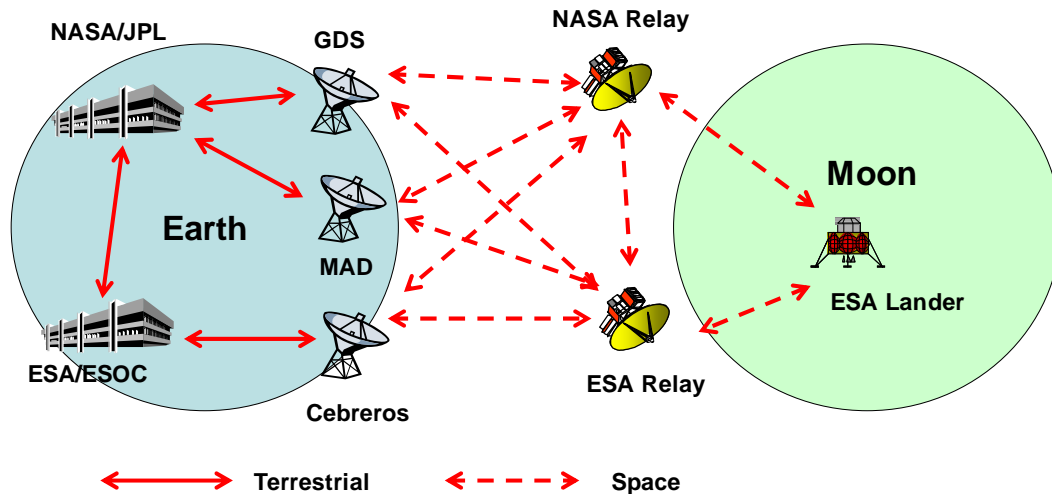 NASA/JPL
GDS
NASA Relay
Earth
MAD
Moon
ESA Lander
ESA/ESOC
Cebreros
ESA Relay
Terrestrial
Space